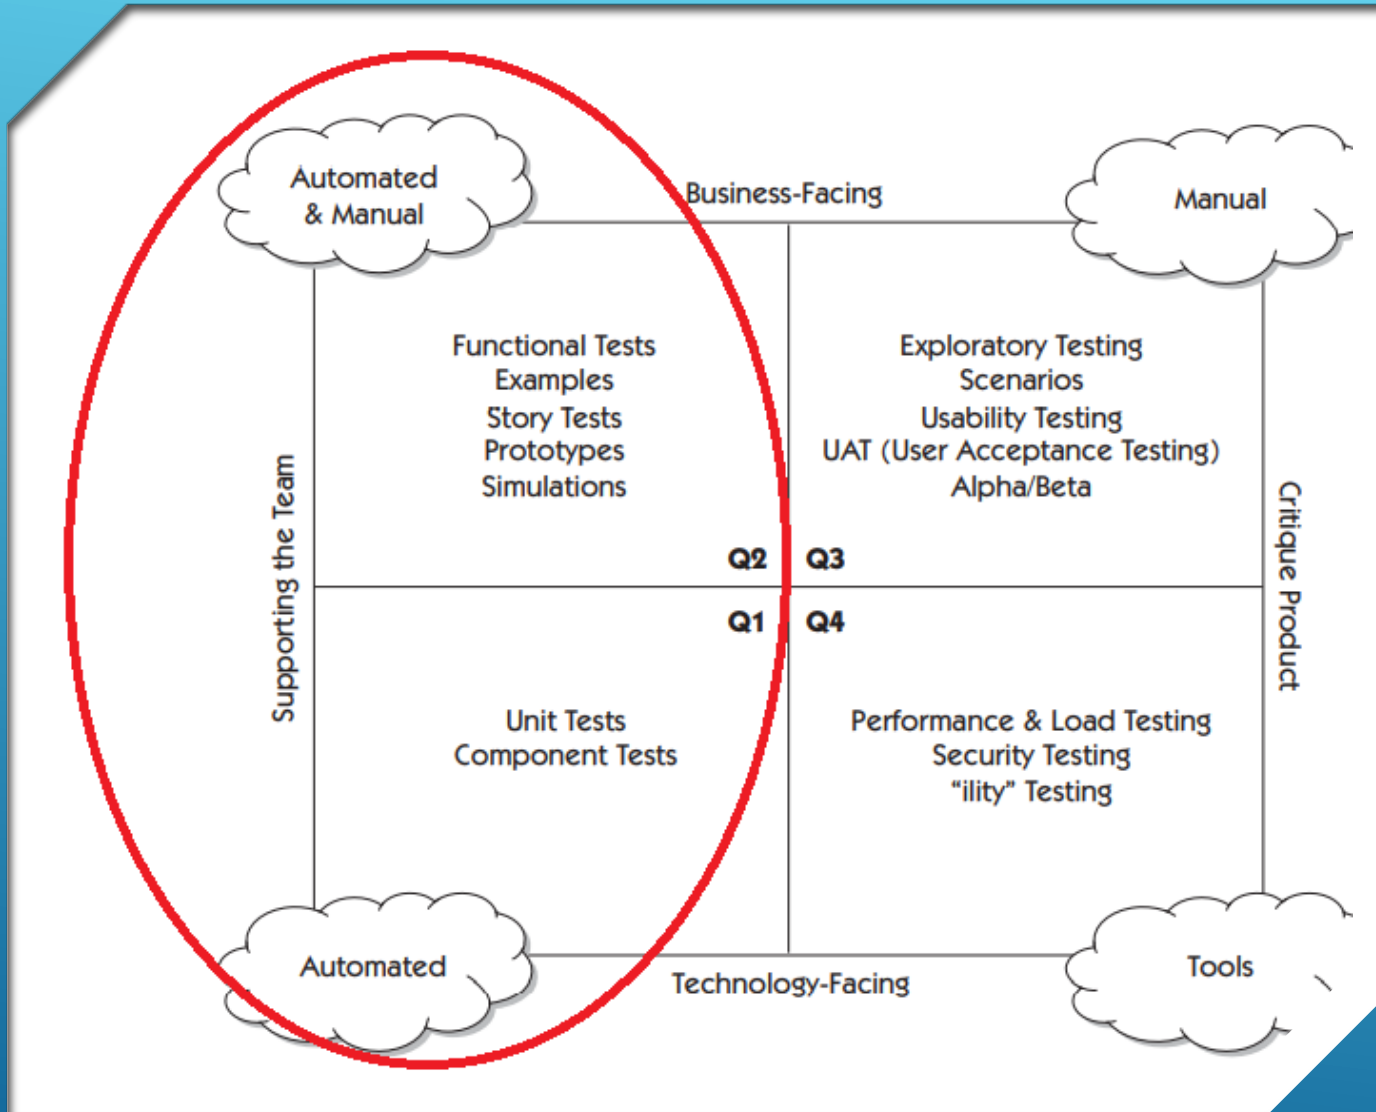 Automated
& Manual
Business-Facing
Manual
Functional Tests
Examples
Story Tests
Prototypes
Simulations
Exploratory Testing
Scenarios
Usability Testing
UAT (User Acceptance Testing)
Alpha/Beta
Supporting the Team
Critique Product
Q2
Q3
Q1
Q4
Unit Tests
Component Tests
Performance & Load Testing
Security Testing
“ility” Testing
Automated
Technology-Facing
Tools